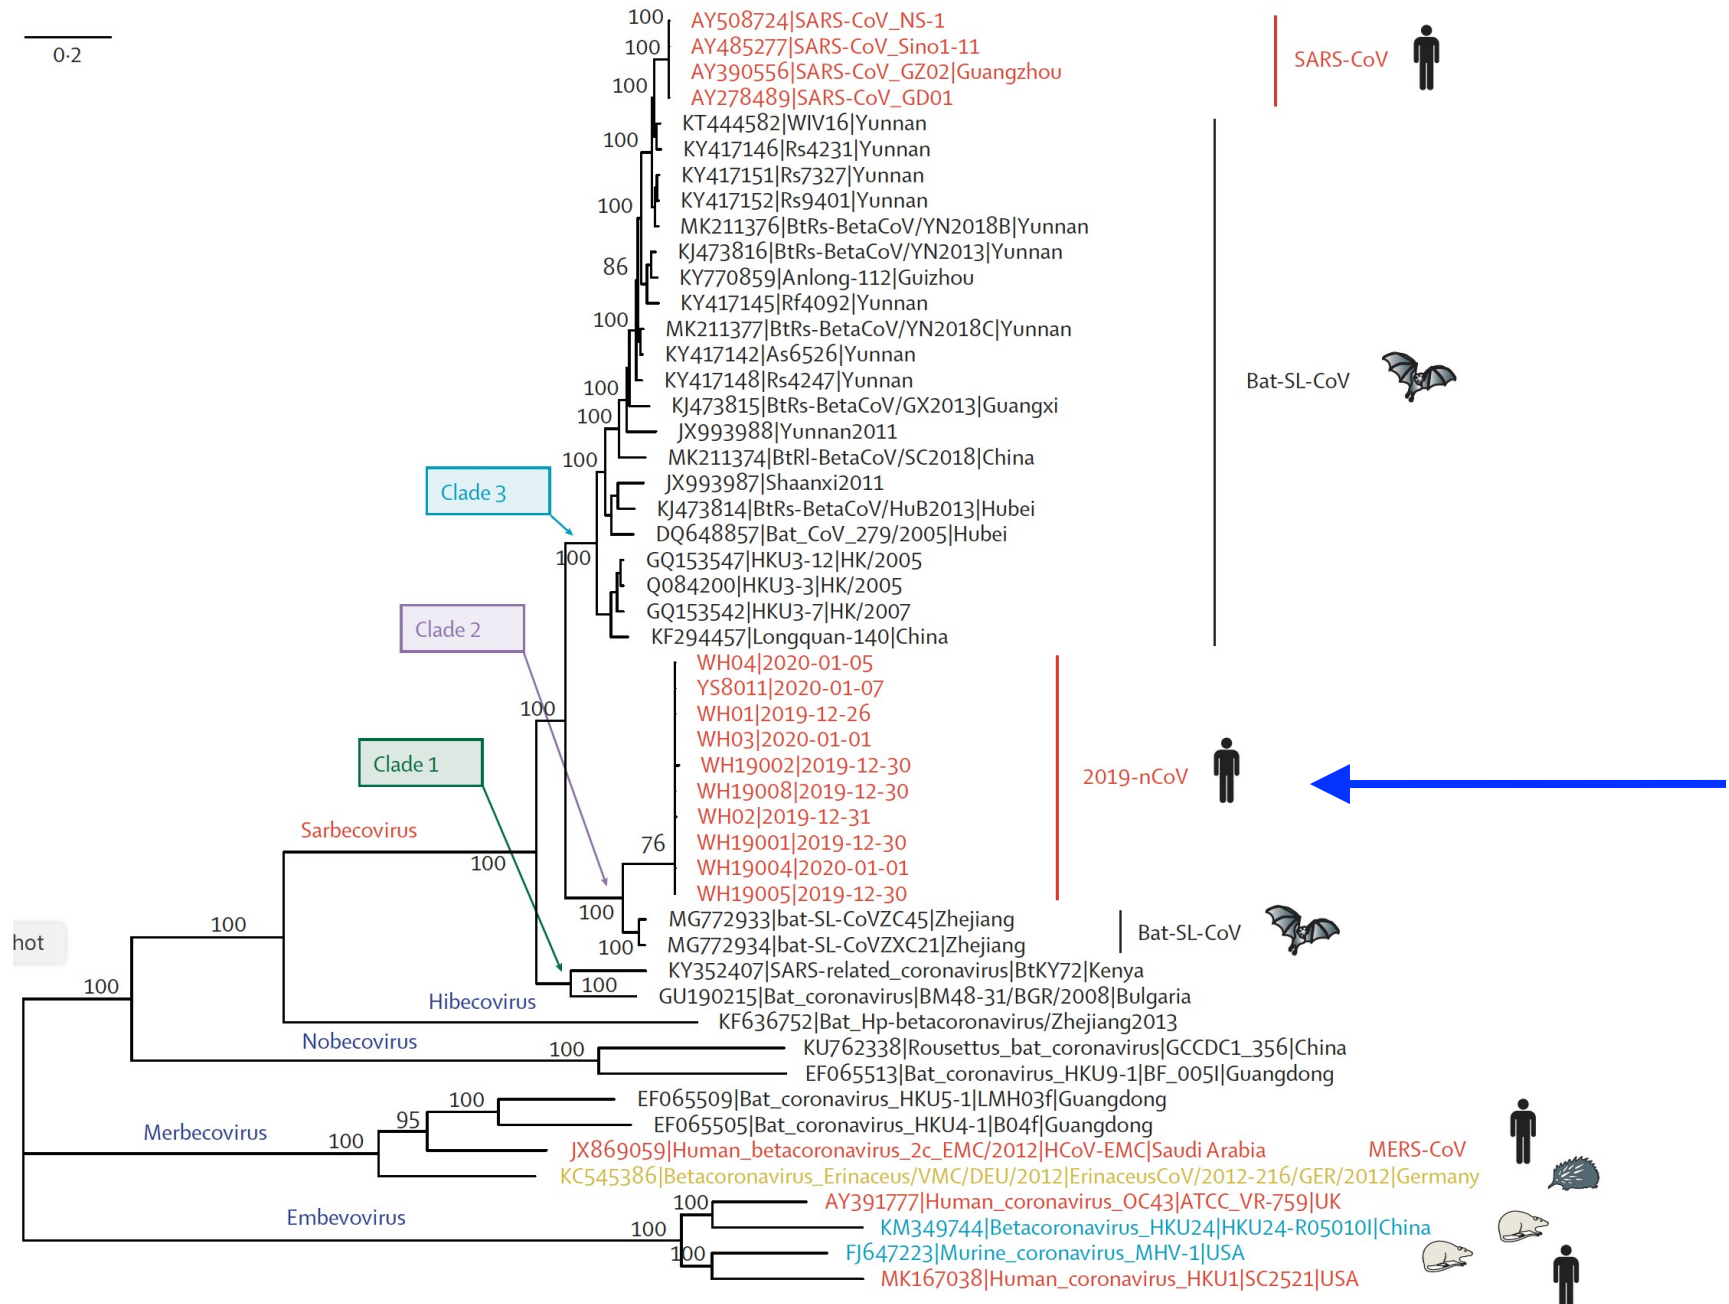 0·2
100 AY508724|SARS-CoV_NS-1
100 AY485277|SARS-CoV_Sino1-11
AY390556|SARS-CoV_GZ02|Guangzhou
100 AY278489|SARS-CoV_GD01
SARS-CoV
KT444582|WIV16|Yunnan
100
KY417146|Rs4231|Yunnan
KY417151|Rs7327|Yunnan
100 KY417152|Rs9401|Yunnan
MK211376|BtRs-BetaCoV/YN2018B|Yunnan
KJ473816|BtRs-BetaCoV/YN2013|Yunnan
86
KY770859|Anlong-112|Guizhou
KY417145|Rf4092|Yunnan
100
MK211377|BtRs-BetaCoV/YN2018C|Yunnan
KY417142|As6526|Yunnan
KY417148|Rs4247|Yunnan
Bat-SL-CoV
100
KJ473815|BtRs-BetaCoV/GX2013|Guangxi
100
JX993988|Yunnan2011
100 MK211374|BtRl-BetaCoV/SC2018|China
JX993987|Shaanxi2011
Clade 3
KJ473814|BtRs-BetaCoV/HuB2013|Hubei
DQ648857|Bat_CoV_279/2005|Hubei
100
GQ153547|HKU3-12|HK/2005
Q084200|HKU3-3|HK/2005
GQ153542|HKU3-7|HK/2007
Clade 2
KF294457|Longquan-140|China
WH04|2020-01-05
YS8011|2020-01-07
100
WH01|2019-12-26
WH03|2020-01-01
Clade 1
WH19002|2019-12-30
2019-nCoV
WH19008|2019-12-30
WH02|2019-12-31
Sarbecovirus
76
WH19001|2019-12-30
100
WH19004|2020-01-01
WH19005|2019-12-30
100
100
MG772933|bat-SL-CoVZC45|Zhejiang
Bat-SL-CoV
hot
100 MG772934|bat-SL-CoVZXC21|Zhejiang
KY352407|SARS-related_coronavirus|BtKY72|Kenya
100
100
Hibecovirus
GU190215|Bat_coronavirus|BM48-31/BGR/2008|Bulgaria
KF636752|Bat_Hp-betacoronavirus/Zhejiang2013
Nobecovirus
100 KU762338|Rousettus_bat_coronavirus|GCCDC1_356|China
EF065513|Bat_coronavirus_HKU9-1|BF_005I|Guangdong
100 EF065509|Bat_coronavirus_HKU5-1|LMH03f|Guangdong
95
EF065505|Bat_coronavirus_HKU4-1|B04f|Guangdong
Merbecovirus
100
JX869059|Human_betacoronavirus_2c_EMC/2012|HCoV-EMC|Saudi Arabia
MERS-CoV
KC545386|Betacoronavirus_Erinaceus/VMC/DEU/2012|ErinaceusCoV/2012-216/GER/2012|Germany
100 AY391777|Human_coronavirus_OC43|ATCC_VR-759|UK
Embevovirus
100
KM349744|Betacoronavirus_HKU24|HKU24-R05010I|China
100 FJ647223|Murine_coronavirus_MHV-1|USA
MK167038|Human_coronavirus_HKU1|SC2521|USA